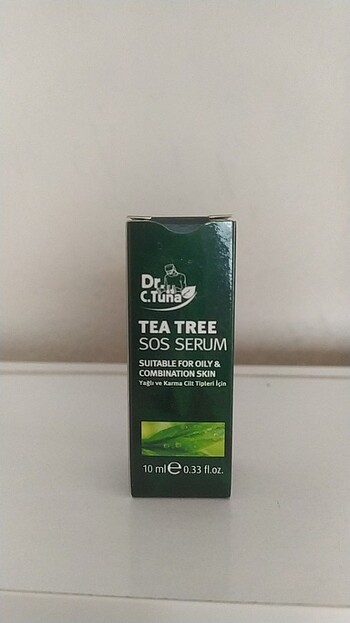 Dr.
C.Tuna
TEA TREE
SOS SERUM
SUITABLE FOR OILY &
COMBINATION SKIN
Yağlı ve Karma Cilt Tipleri İçin
10 ml e 0.33 fl.oz.